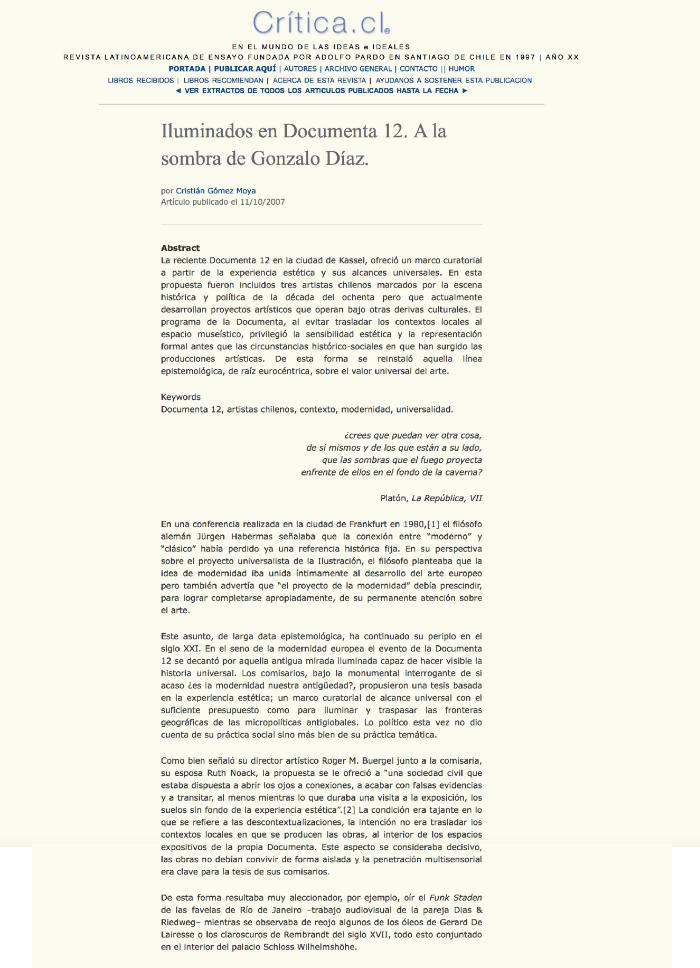 Crítica.cl
EN EL MUNDO DE LAS IDEAS e IDEALES
REVISTA LATINOAMERICANA DE ENSAYO FUNDADA POR ADOLFO PARDO EN SANTIAGO DE CHILE EN 1997 | AÑO XX
PORTADA | PUBLICAR AQUÍ | AUTORES | ARCHIVO GENERAL | CONTACTO || HUMOR
LIBROS RECIBIDOS | LIBROS RECOMIENDAN | ACERCA DE ESTA REVISTA | AYUDANOS A SOSTENER ESTA PUBLICACION
◄ VER EXTRACTOS DE TODOS LOS ARTICULOS PUBLICADOS HASTA LA FECHA ►
Iluminados en Documenta 12. A la
sombra de Gonzalo Díaz.
por Cristián Gómez Moya
Artículo publicado el 11/10/2007
Abstract
La reciente Documenta 12 en la ciudad de Kassel, ofreció un marco curatorial
a partir de la experiencia estética y sus alcances universales. En esta
propuesta fueron incluidos tres artistas chilenos marcados por la escena
histórica y política de la década del ochenta pero que actualmente
desarrollan proyectos artísticos que operan bajo otras derivas culturales. El
programa de la Documenta, al evitar trasladar los contextos locales al
espacio museístico, privilegió la sensibilidad estética y la representación
formal antes que las circunstancias histórico-sociales en que han surgido las
producciones artísticas. De esta forma se reinstaló aquella línea
epistemológica, de raíz eurocéntrica, sobre el valor universal del arte.
Keywords
Documenta 12, artistas chilenos, contexto, modernidad, universalidad.
¿crees que puedan ver otra cosa,
de si mismos y de los que están a su lado,
que las sombras que el fuego proyecta
enfrente de ellos en el fondo de la caverna?
Platón, La República, VII
En una conferencia realizada en la ciudad de Frankfurt en 1980,[1] el filósofo
alemán Jürgen Habermas señalaba que la conexión entre “moderno” y
“clásico” había perdido ya una referencia histórica fija. En su perspectiva
sobre el proyecto universalista de la Ilustración, el filósofo planteaba que la
idea de modernidad iba unida íntimamente al desarrollo del arte europeo
pero también advertía que “el proyecto de la modernidad” debía prescindir,
para lograr completarse apropiadamente, de su permanente atención sobre
el arte.
Este asunto, de larga data epistemológica, ha continuado su periplo en el
siglo XXI. En el seno de la modernidad europea el evento de la Documenta
12 se decantó por aquella antigua mirada iluminada capaz de hacer visible la
historia universal. Los comisarios, bajo la monumental interrogante de si
acaso ¿es la modernidad nuestra antigüedad?, propusieron una tesis basada
en la experiencia estética; un marco curatorial de alcance universal con el
suficiente presupuesto como para iluminar y traspasar las fronteras
geográficas de las micropolíticas antiglobales. Lo político esta vez no dio
cuenta de su práctica social sino más bien de su práctica temática.
Como bien señaló su director artístico Roger M. Buergel junto a la comisaria,
su esposa Ruth Noack, la propuesta se le ofreció a “una sociedad civil que
estaba dispuesta a abrir los ojos a conexiones, a acabar con falsas evidencias
y a transitar, al menos mientras lo que duraba una visita a la exposición, los
suelos sin fondo de la experiencia estética”.[2] La condición era tajante en lo
que se refiere a las descontextualizaciones, la intención no era trasladar los
contextos locales en que se producen las obras, al interior de los espacios
expositivos de la propia Documenta. Este aspecto se consideraba decisivo,
las obras no debían convivir de forma aislada y la penetración multisensorial
era clave para la tesis de sus comisarios.
De esta forma resultaba muy aleccionador, por ejemplo, oír el Funk Staden
de las favelas de Río de Janeiro –trabajo audiovisual de la pareja Dias &
Riedweg– mientras se observaba de reojo algunos de los óleos de Gerard De
Lairesse o los claroscuros de Rembrandt del siglo XVII, todo esto conjuntado
en el interior del palacio Schloss Wilhelmshöhe.